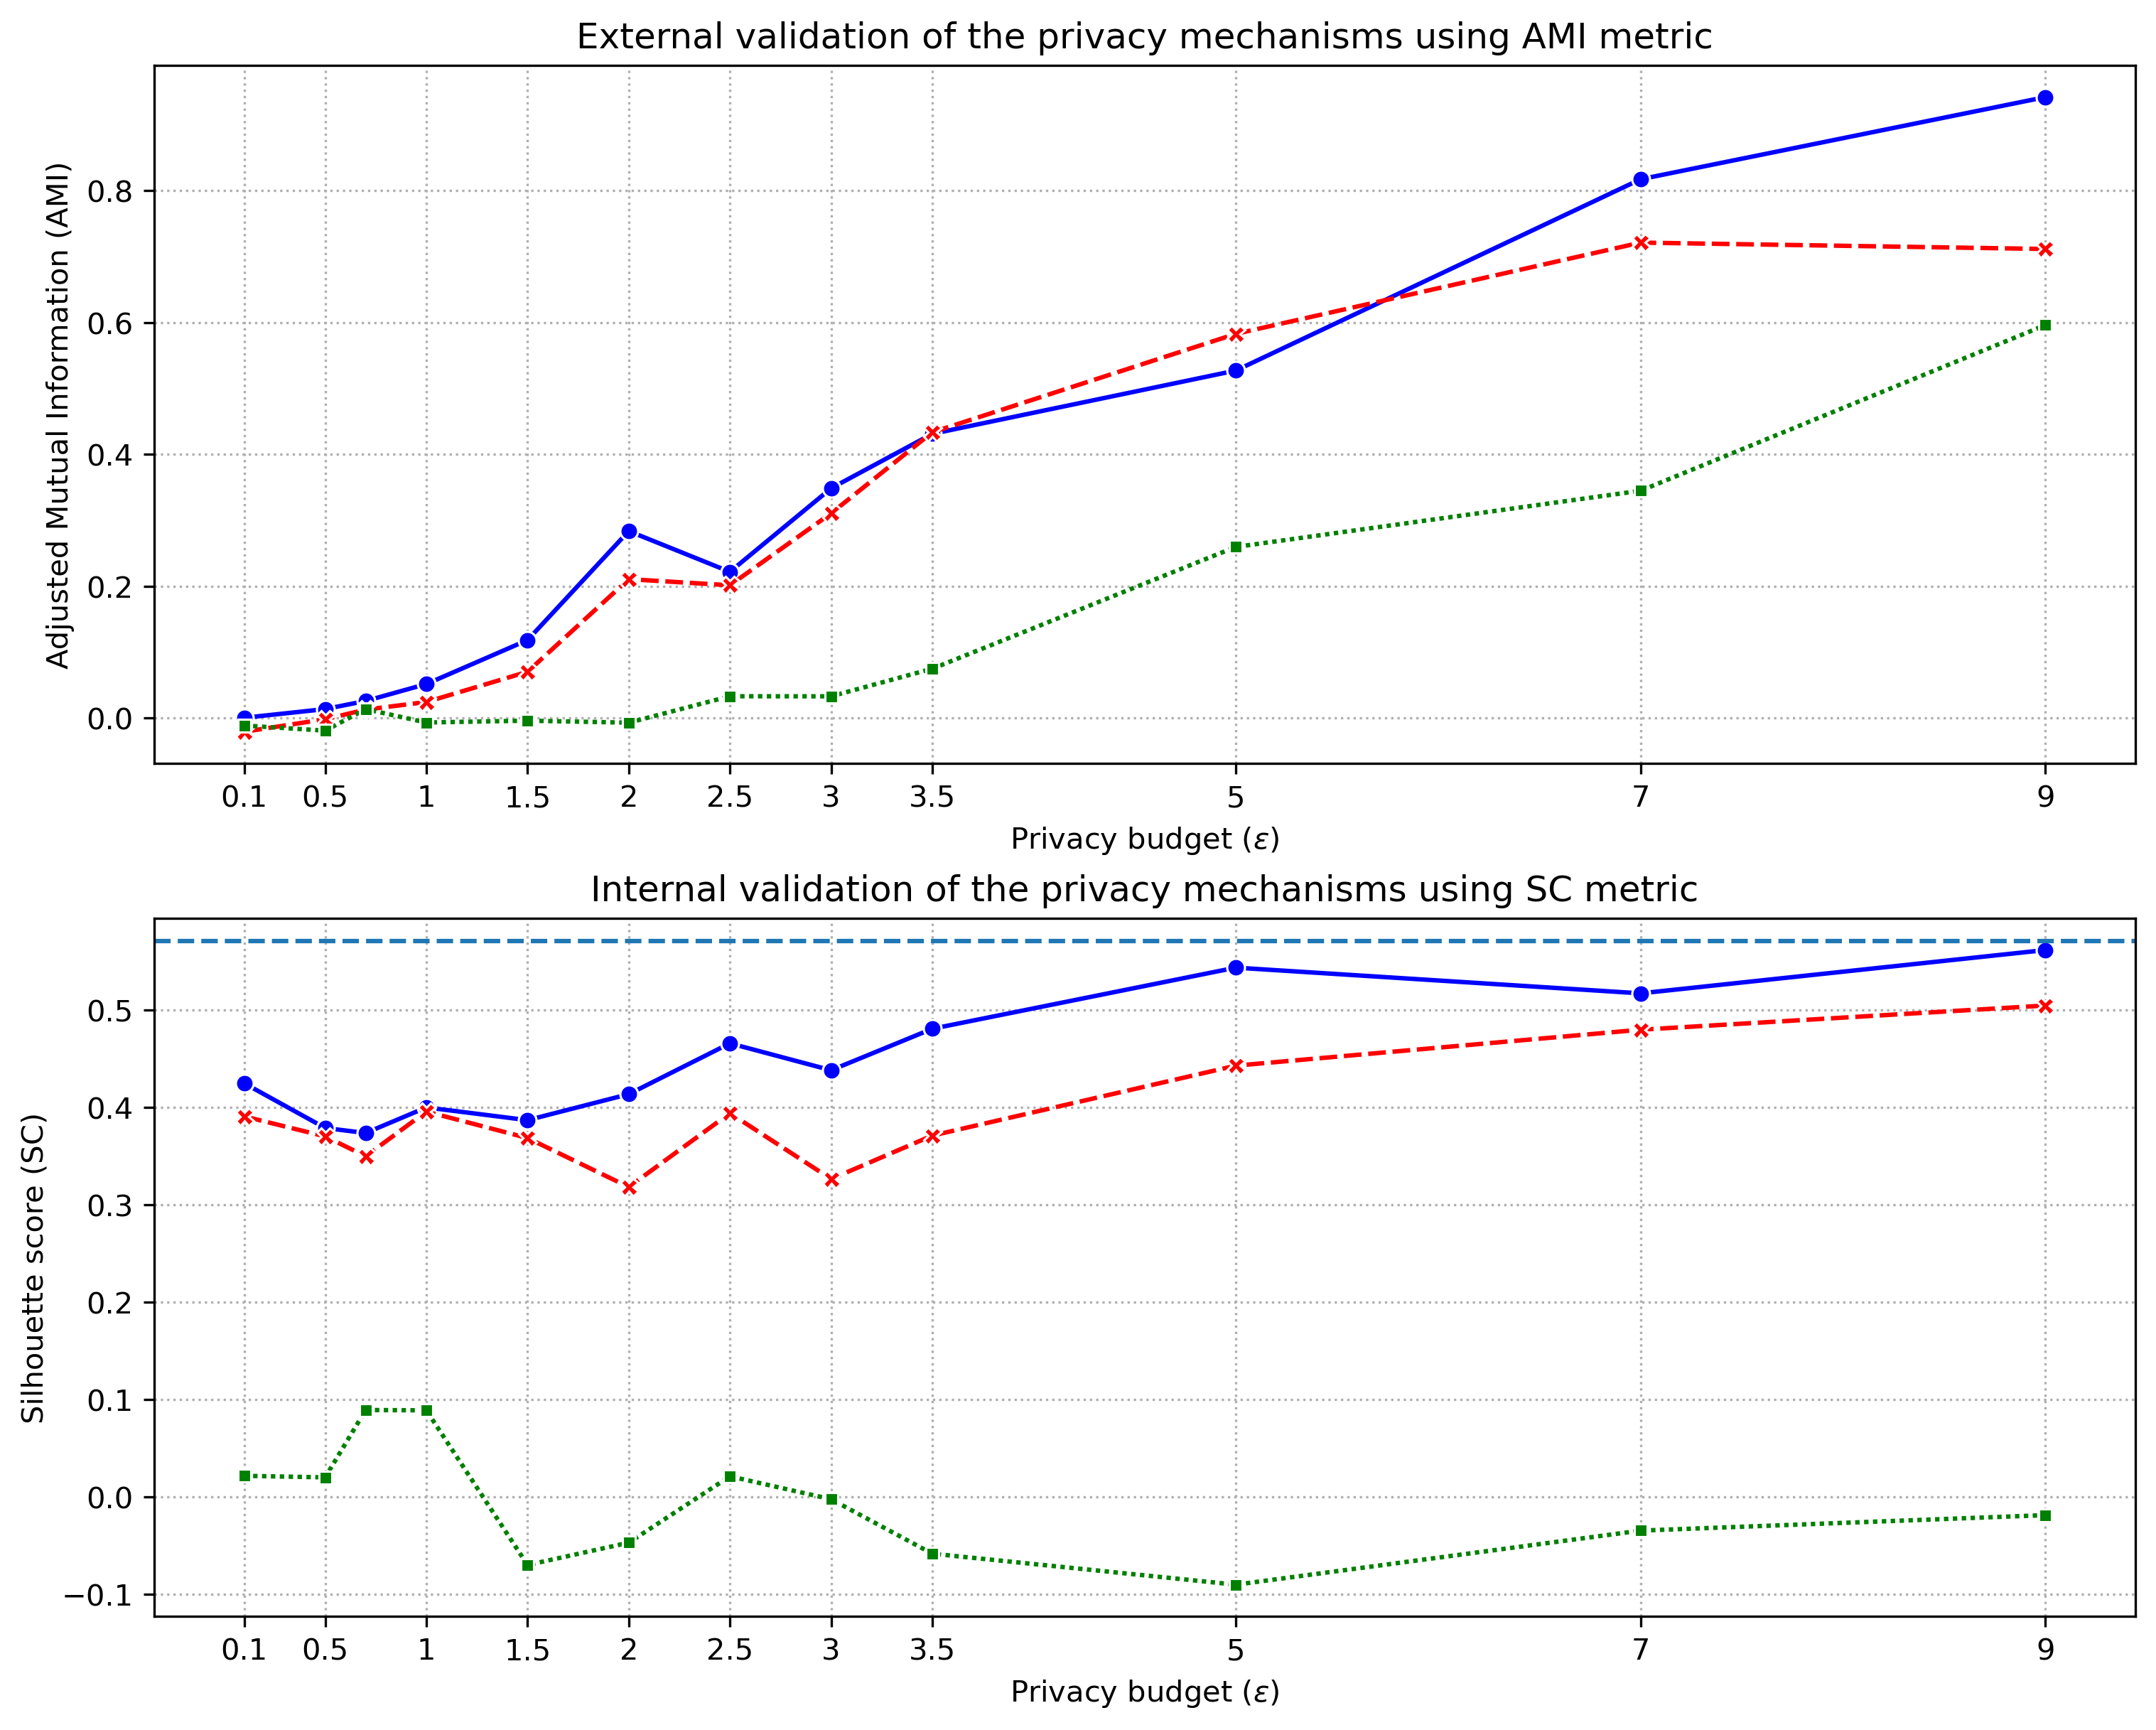 External validation of the privacy mechanisms using AMI metric
Adjusted Mutual Information (AMI)
0.8
0.6
0.4
0.2
0.0
0.1 0.5 1 1.5 2 2.5 3 3.5 5 7 9
Privacy budget (ε)
Internal validation of the privacy mechanisms using SC metric
Silhouette score (SC)
0.5
0.4
0.3
0.2
0.1
0.0
−0.1
0.1 0.5 1 1.5 2 2.5 3 3.5 5 7 9
Privacy budget (ε)